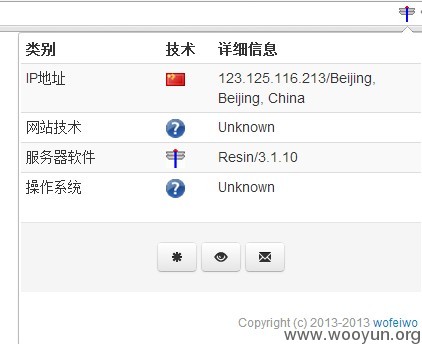 类别 技术 详细信息
IP地址 123.125.116.213/Beijing,
Beijing, China
网站技术 Unknown
服务器软件 Resin/3.1.10
操作系统 Unknown
Copyright (c) 2013-2013 wofeiwo
www.wooyun.org